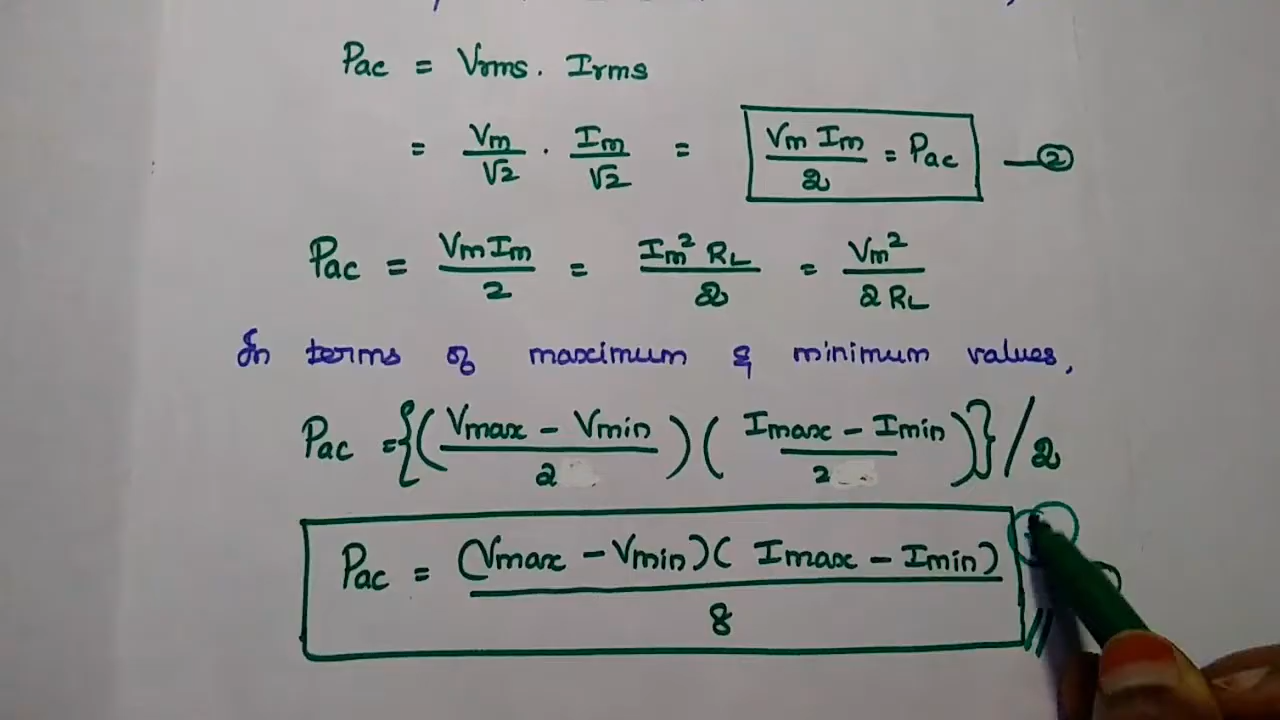 Pac = Vrms. Irms
= Vm/√2 . Im/√2 = Vm Im/2 = Pac —②
Pac = VmIm/2 = Im² RL/2 = Vm²/2 RL
In terms of maximum & minimum values,
Pac = {(Vmax - Vmin/2)(Imax - Imin/2)}/2
Pac = (Vmax - Vmin)(Imax - Imin)/8